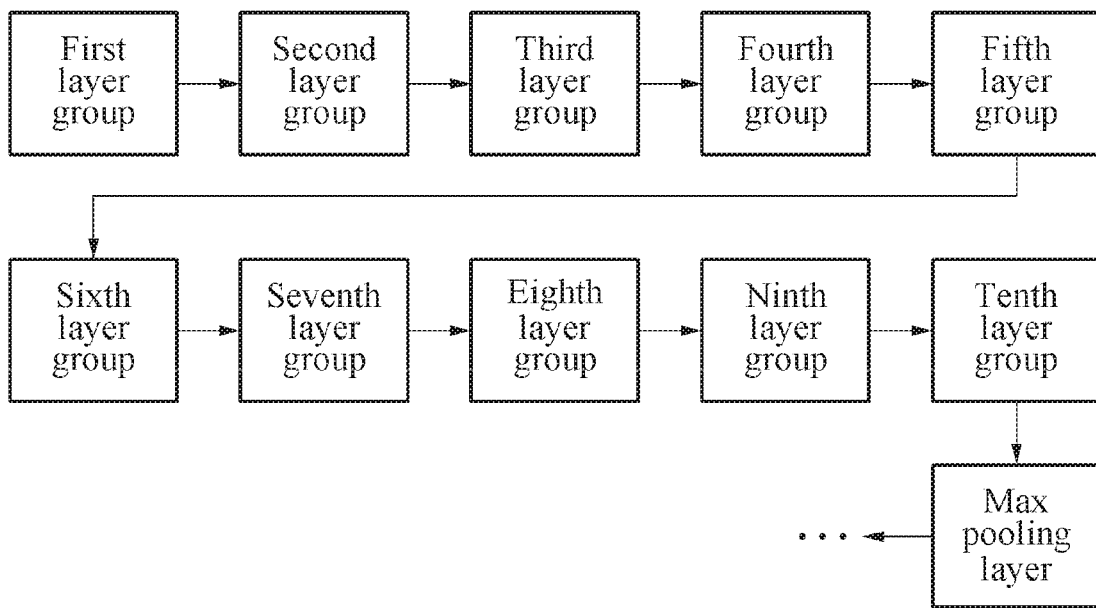 First
layer
group
Second
layer
group
Third
layer
group
Fourth
layer
group
Fifth
layer
group
Sixth
layer
group
Seventh
layer
group
Eighth
layer
group
Ninth
layer
group
Tenth
layer
group
Max
pooling
layer
...